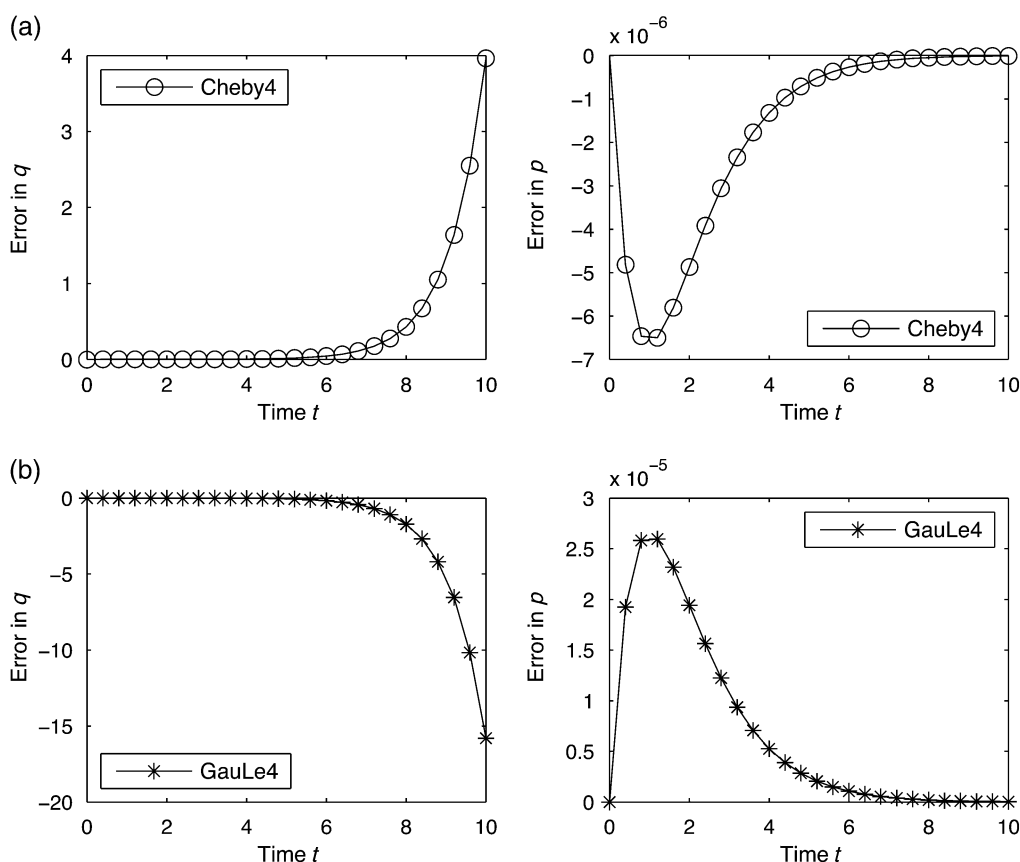 (a)
4
3
2
1
0
Error in q
Cheby4
0 2 4 6 8 10
Time t
x 10⁻⁶
0
−1
−2
−3
−4
−5
−6
−7
Error in p
Cheby4
0 2 4 6 8 10
Time t
(b)
0
−5
−10
−15
−20
Error in q
GauLe4
0 2 4 6 8 10
Time t
x 10⁻⁵
3
2.5
2
1.5
1
0.5
0
Error in p
GauLe4
0 2 4 6 8 10
Time t